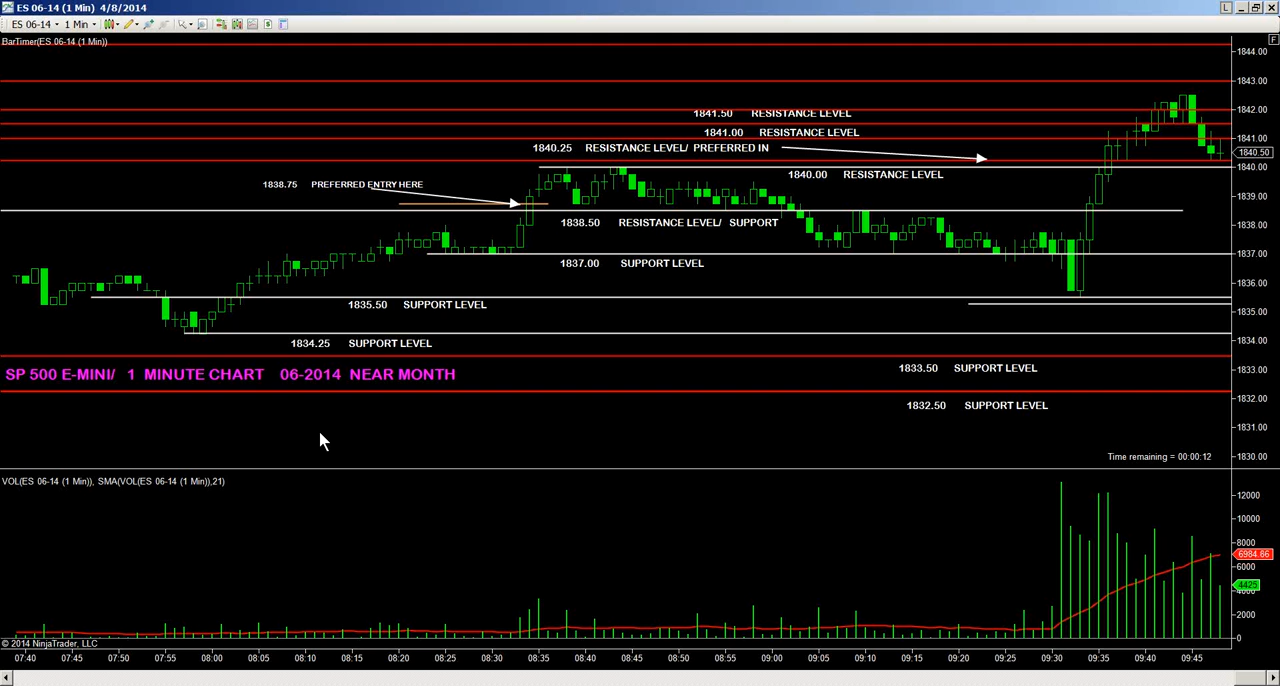 ES 06-14 (1 Min) 4/8/2014
L
ES 06-14 1 Min
BarTimer(ES 06-14 (1 Min))
F
1844.00
1843.00
1842.00
1841.50 RESISTANCE LEVEL
1841.00 RESISTANCE LEVEL
1841.00
1840.25 RESISTANCE LEVEL/ PREFERRED IN
1840.50
1840.00
1840.00 RESISTANCE LEVEL
1838.75 PREFERRED ENTRY HERE
1839.00
1838.50 RESISTANCE LEVEL/ SUPPORT
1838.00
1837.00 SUPPORT LEVEL
1837.00
1836.00
1835.50 SUPPORT LEVEL
1835.00
1834.25 SUPPORT LEVEL
1834.00
1833.50 SUPPORT LEVEL
1833.00
SP 500 E-MINI/ 1 MINUTE CHART 06-2014 NEAR MONTH
1832.50 SUPPORT LEVEL
1832.00
1831.00
Time remaining = 00:00:12
1830.00
VOL(ES 06-14 (1 Min)), SMA(VOL(ES 06-14 (1 Min)),21)
12000
10000
8000
6984.86
6000
4425
2000
0
© 2014 NinjaTrader, LLC
07:40 07:45 07:50 07:55 08:00 08:05 08:10 08:15 08:20 08:25 08:30 08:35 08:40 08:45 08:50 08:55 09:00 09:05 09:10 09:15 09:20 09:25 09:30 09:35 09:40 09:45